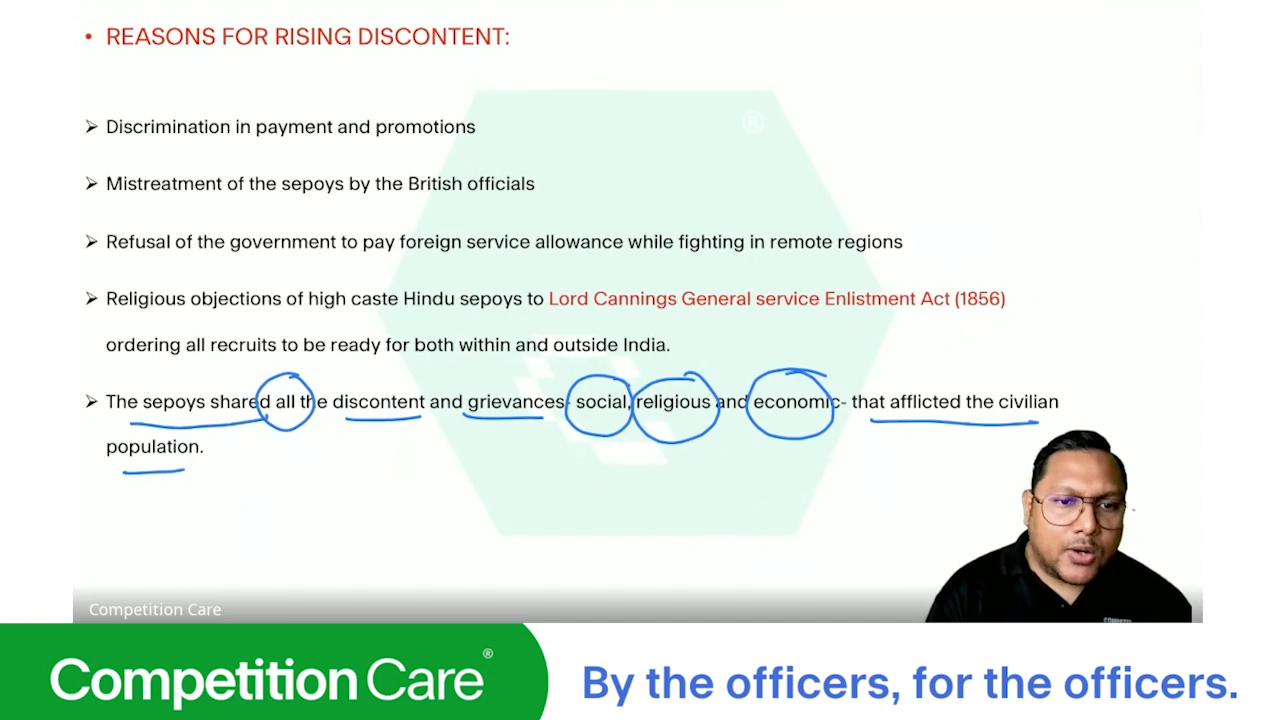 • REASONS FOR RISING DISCONTENT:
®
➢ Discrimination in payment and promotions
➢ Mistreatment of the sepoys by the British officials
➢ Refusal of the government to pay foreign service allowance while fighting in remote regions
➢ Religious objections of high caste Hindu sepoys to Lord Cannings General service Enlistment Act (1856)
ordering all recruits to be ready for both within and outside India.
➢ The sepoys shared all the discontent and grievances- social, religious and economic- that afflicted the civilian
population.
Competition Care
Competition Care®
By the officers, for the officers.